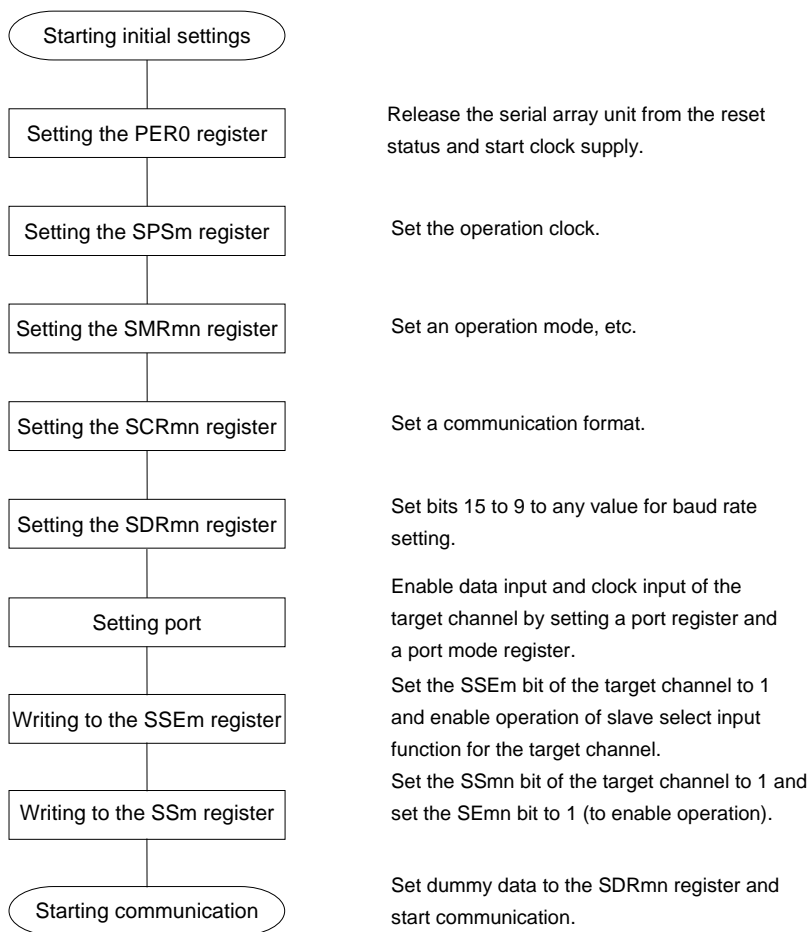 Starting initial settings
Setting the PER0 register
Release the serial array unit from the reset
status and start clock supply.
Setting the SPSm register
Set the operation clock.
Setting the SMRmn register
Set an operation mode, etc.
Setting the SCRmn register
Set a communication format.
Setting the SDRmn register
Set bits 15 to 9 to any value for baud rate
setting.
Setting port
Enable data input and clock input of the
target channel by setting a port register and
a port mode register.
Writing to the SSEm register
Set the SSEm bit of the target channel to 1
and enable operation of slave select input
function for the target channel.
Writing to the SSm register
Set the SSmn bit of the target channel to 1 and
set the SEmn bit to 1 (to enable operation).
Starting communication
Set dummy data to the SDRmn register and
start communication.